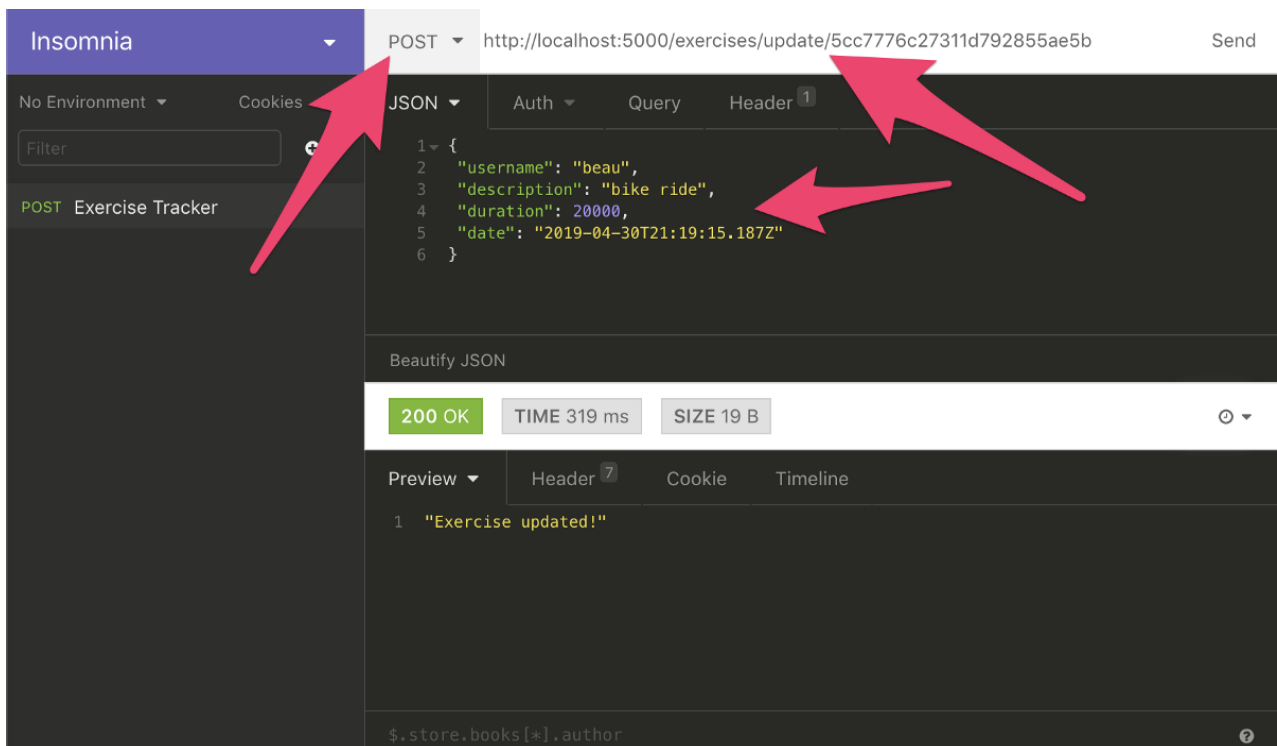 Insomnia
POST http://localhost:5000/exercises/update/5cc7776c27311d792855ae5b Send
No Environment Cookies
JSON Auth Query Header 1
Filter
POST Exercise Tracker
1 {
2 "username": "beau",
3 "description": "bike ride",
4 "duration": 20000,
5 "date": "2019-04-30T21:19:15.187Z"
6 }
Beautify JSON
200 OK TIME 319 ms SIZE 19 B
Preview Header 7 Cookie Timeline
1 "Exercise updated!"
$.store.books[*].author